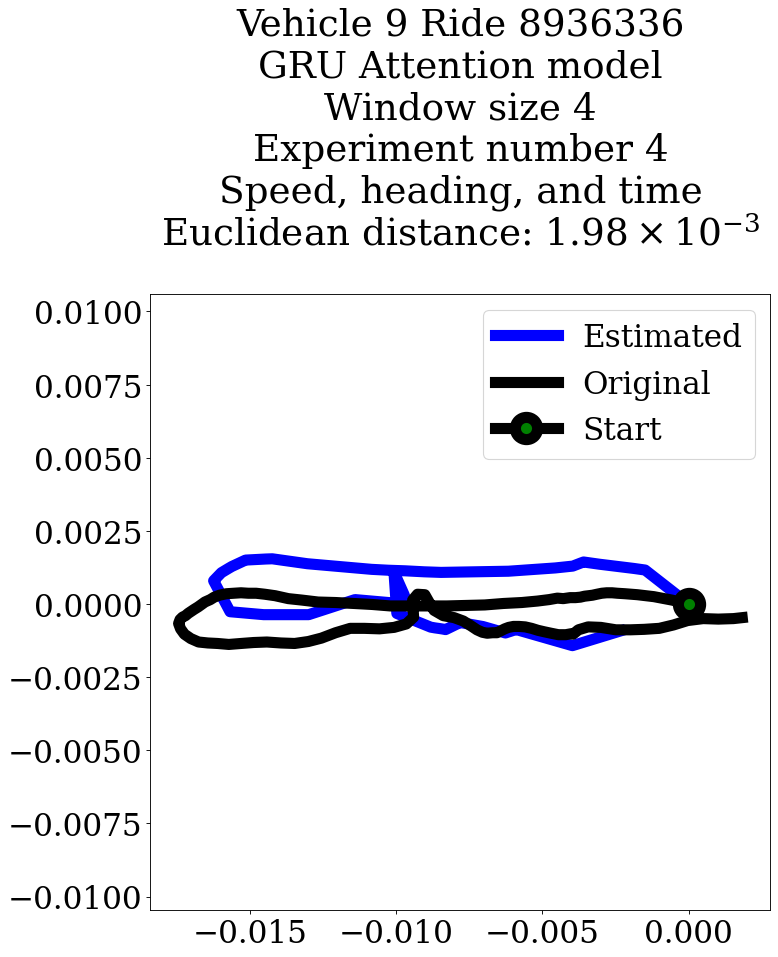 Vehicle 9 Ride 8936336
GRU Attention model
Window size 4
Experiment number 4
Speed, heading, and time
Euclidean distance: 1.98 × 10⁻³
0.0100
0.0075
0.0050
0.0025
0.0000
−0.0025
−0.0050
−0.0075
−0.0100
Estimated
Original
Start
−0.015 −0.010 −0.005 0.000